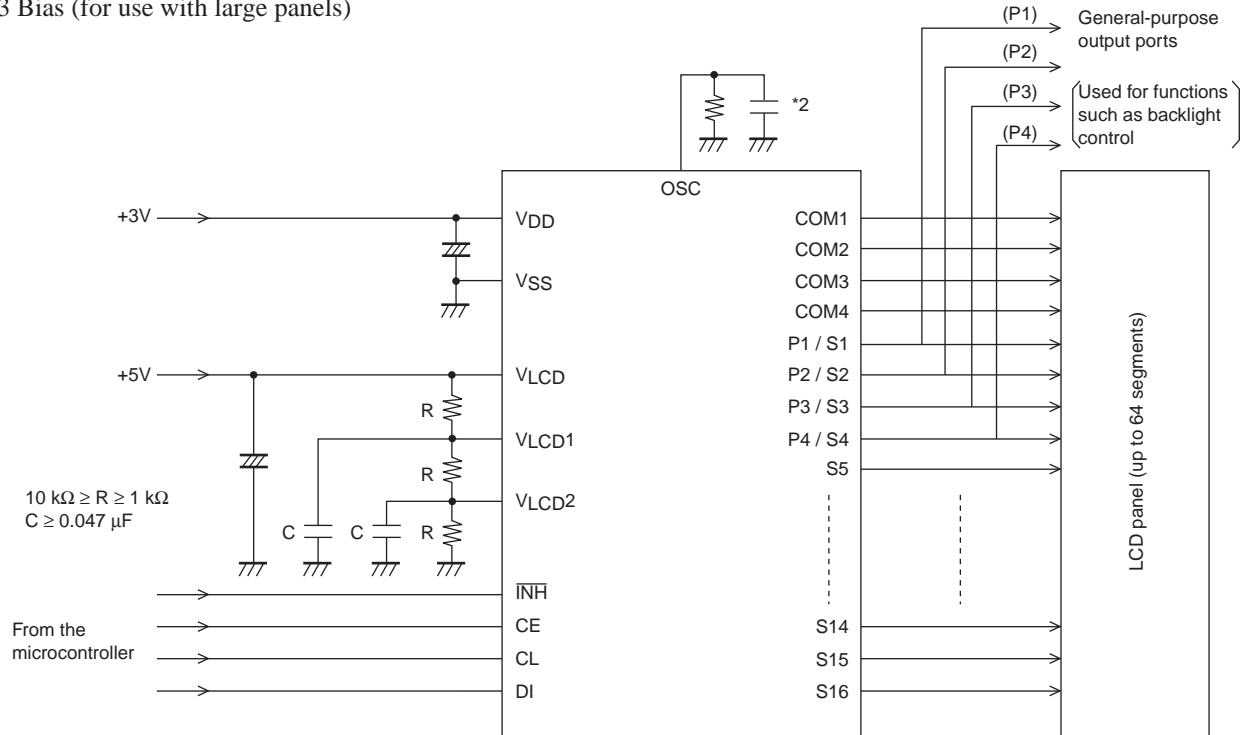 3 Bias (for use with large panels)
(P1)
General-purpose
output ports
(P2)
(P3)
Used for functions
such as backlight
control
(P4)
*2
OSC
+3V
VDD
VSS
+5V
VLCD
R
VLCD1
R
VLCD2
R
C
C
10 kΩ ≥ R ≥ 1 kΩ
C ≥ 0.047 μF
INH
CE
CL
DI
From the
microcontroller
COM1
COM2
COM3
COM4
P1 / S1
P2 / S2
P3 / S3
P4 / S4
S5
S14
S15
S16
LCD panel (up to 64 segments)